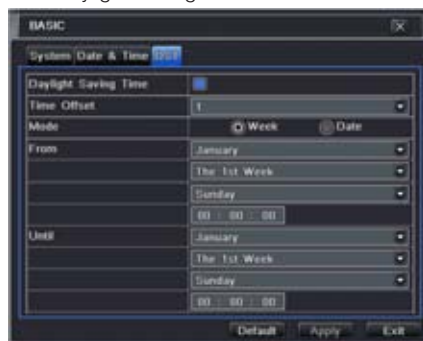 BASIC
System Date & Time DST
Daylight Saving Time
Time Offset 1
Mode Week Date
From January
The 1st Week
Sunday
00 : 00 : 00
Until January
The 1st Week
Sunday
00 : 00 : 00
Default Apply Exit